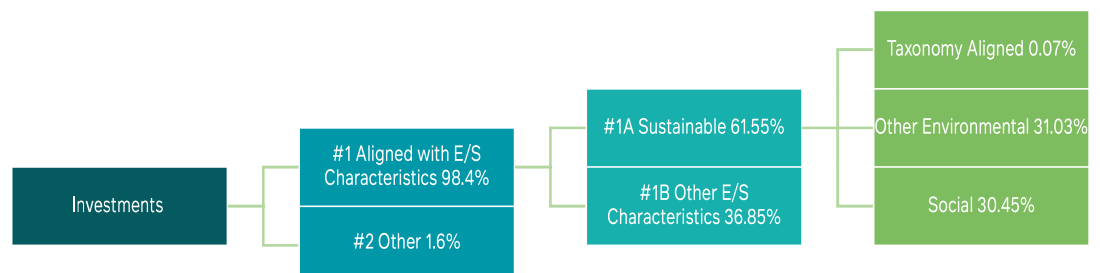 Investments
#1 Aligned with E/S
Characteristics 98.4%
#2 Other 1.6%
#1A Sustainable 61.55%
#1B Other E/S
Characteristics 36.85%
Taxonomy Aligned 0.07%
Other Environmental 31.03%
Social 30.45%